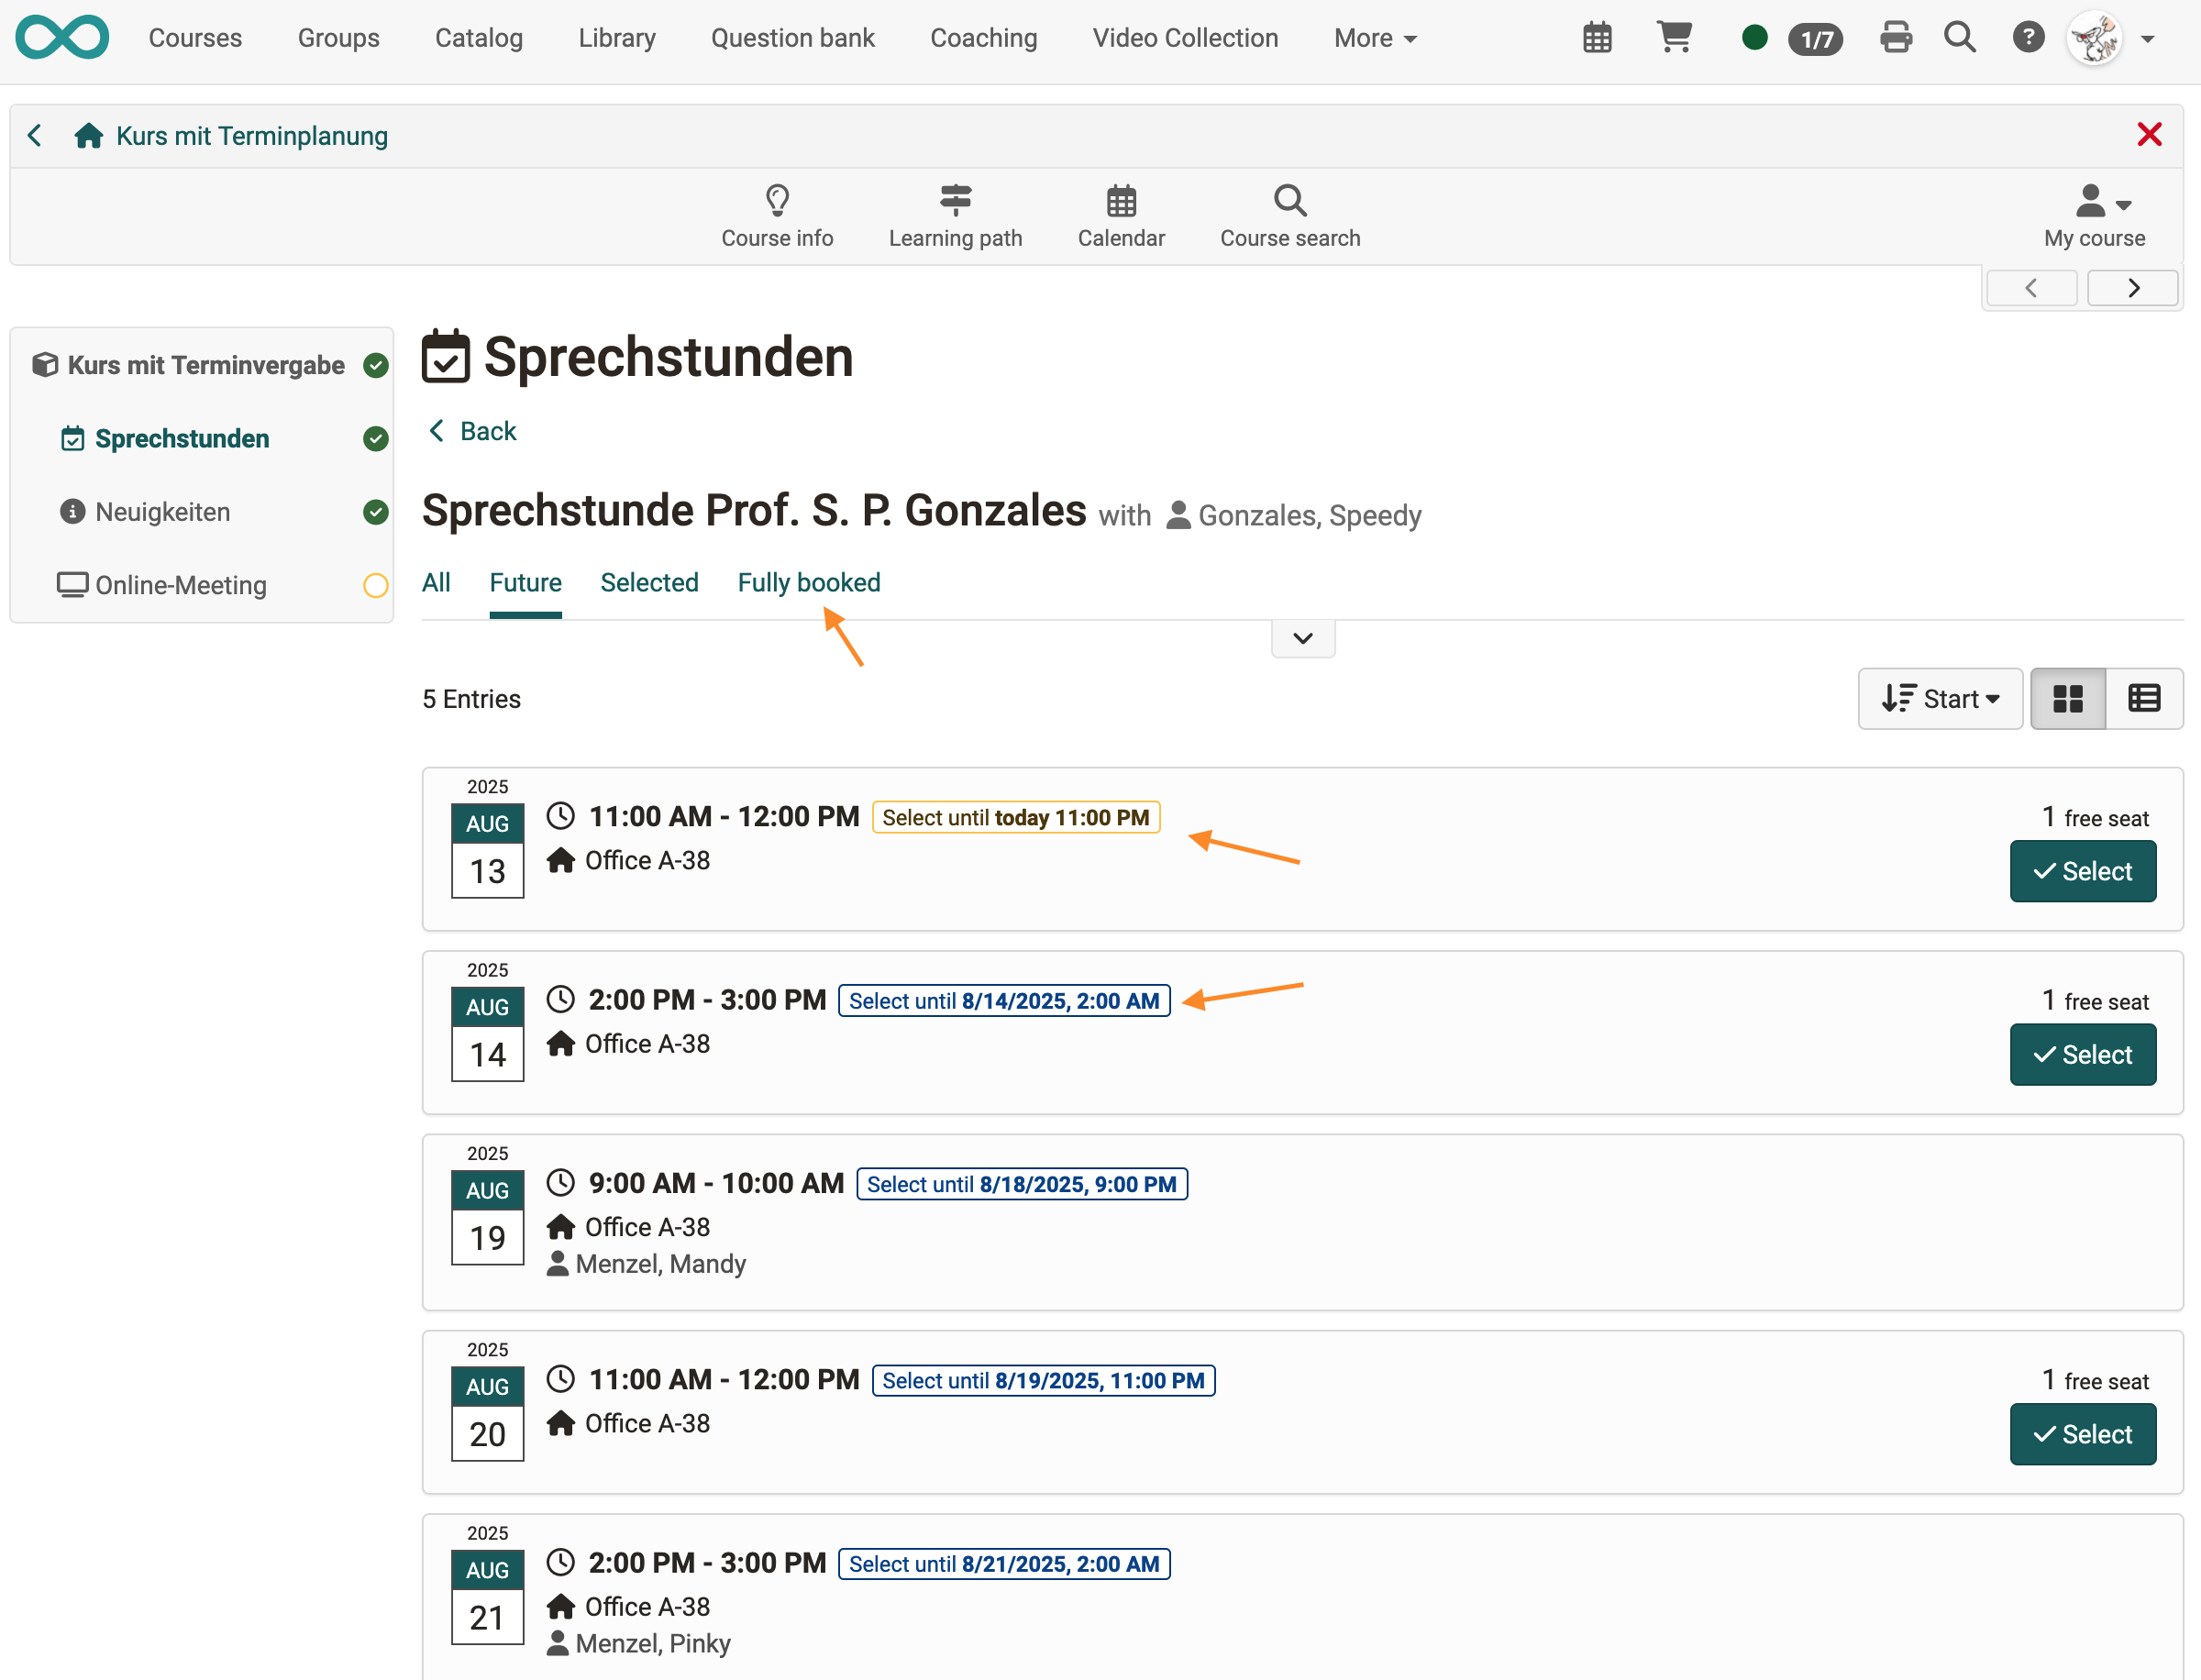 Courses Groups Catalog Library Question bank Coaching Video Collection More 1/7 ?
Kurs mit Terminplanung
Course info Learning path Calendar Course search My course
Kurs mit Terminvergabe
Sprechstunden
Neuigkeiten
Online-Meeting
Sprechstunden
Back
Sprechstunde Prof. S. P. Gonzales with Gonzales, Speedy
All Future Selected Fully booked
5 Entries
Start
2025
AUG
13
11:00 AM - 12:00 PM Select until today 11:00 PM
Office A-38
1 free seat
Select
2025
AUG
14
2:00 PM - 3:00 PM Select until 8/14/2025, 2:00 AM
Office A-38
1 free seat
Select
2025
AUG
19
9:00 AM - 10:00 AM Select until 8/18/2025, 9:00 PM
Office A-38
Menzel, Mandy
2025
AUG
20
11:00 AM - 12:00 PM Select until 8/19/2025, 11:00 PM
Office A-38
1 free seat
Select
2025
AUG
21
2:00 PM - 3:00 PM Select until 8/21/2025, 2:00 AM
Office A-38
Menzel, Pinky